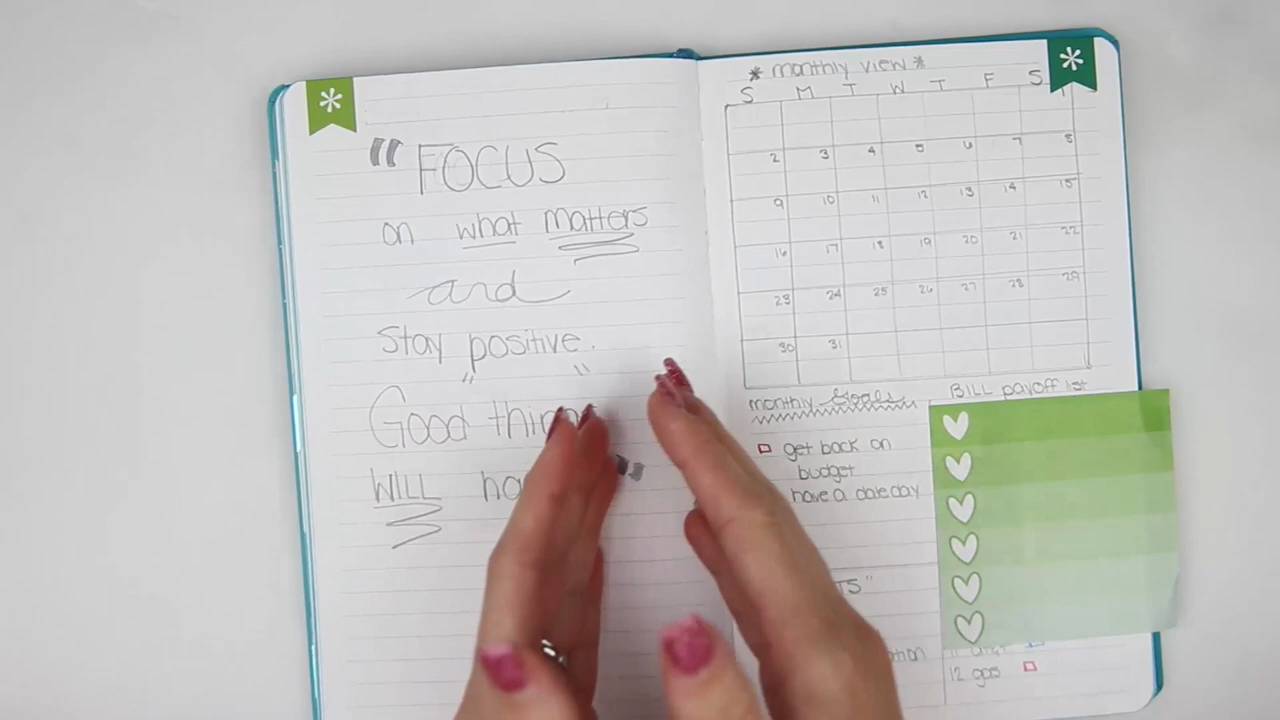 "FOCUS
on what matters
and
Stay positive.
Good
WILL
* monthly view *
S M T W T F S
1
2 3 4 5 6 7 8
9 10 11 12 13 14 15
16 17 18 19 20 21 22
23 24 25 26 27 28 29
30 31
monthly Goals
get back on
budget
have a date day
BILL payoff list
12 gas